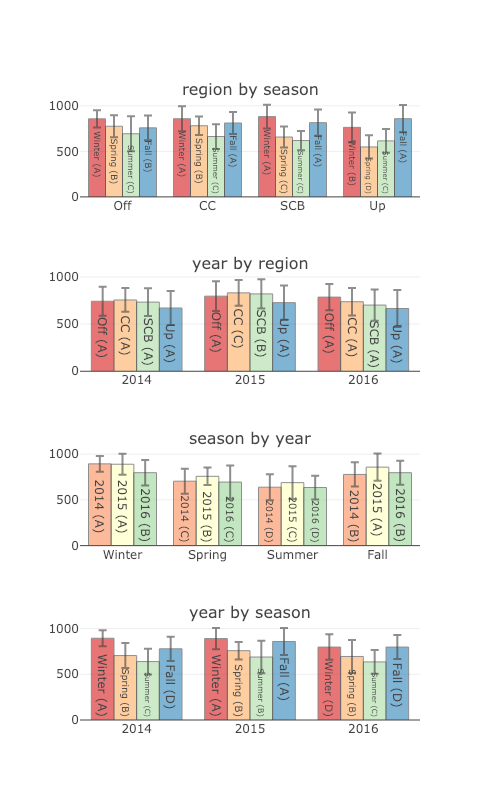 region by season
1000
500
0
Winter (A)
Spring (B)
Summer (C)
Fall (B)
Winter (A)
Spring (B)
Summer (C)
Fall (A)
Winter (A)
Spring (C)
Summer (C)
Fall (A)
Winter (B)
Spring (D)
Summer (C)
Fall (A)
Off CC SCB Up
year by region
1000
500
0
Off (A)
CC (A)
SCB (A)
Up (A)
Off (A)
CC (C)
SCB (B)
Up (A)
Off (A)
CC (A)
SCB (A)
Up (A)
2014 2015 2016
season by year
1000
500
0
2014 (A)
2015 (A)
2016 (B)
2014 (C)
2015 (B)
2016 (C)
2014 (D)
2015 (C)
2016 (D)
2014 (B)
2015 (A)
2016 (B)
Winter Spring Summer Fall
year by season
1000
500
0
Winter (A)
Spring (B)
Summer (C)
Fall (D)
Winter (A)
Spring (B)
Summer (B)
Fall (A)
Winter (D)
Spring (B)
Summer (C)
Fall (D)
2014 2015 2016